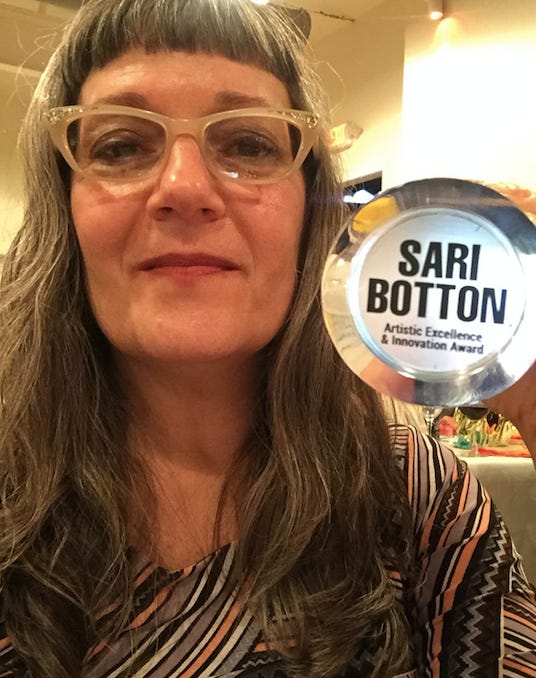 SARI
BOTTON
Artistic Excellence
& Innovation Award